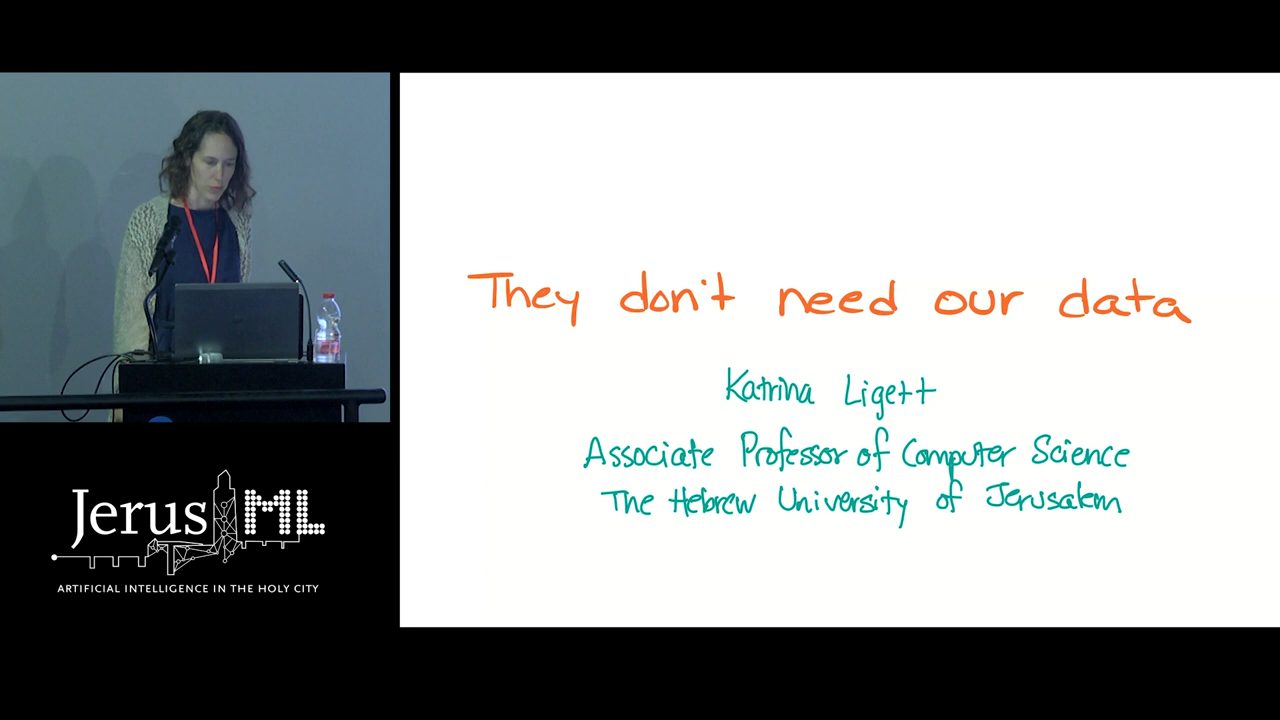 They don't need our data
Katrina Ligett
Associate Professor of Computer Science
The Hebrew University of Jerusalem
JerusML
ARTIFICIAL INTELLIGENCE IN THE HOLY CITY